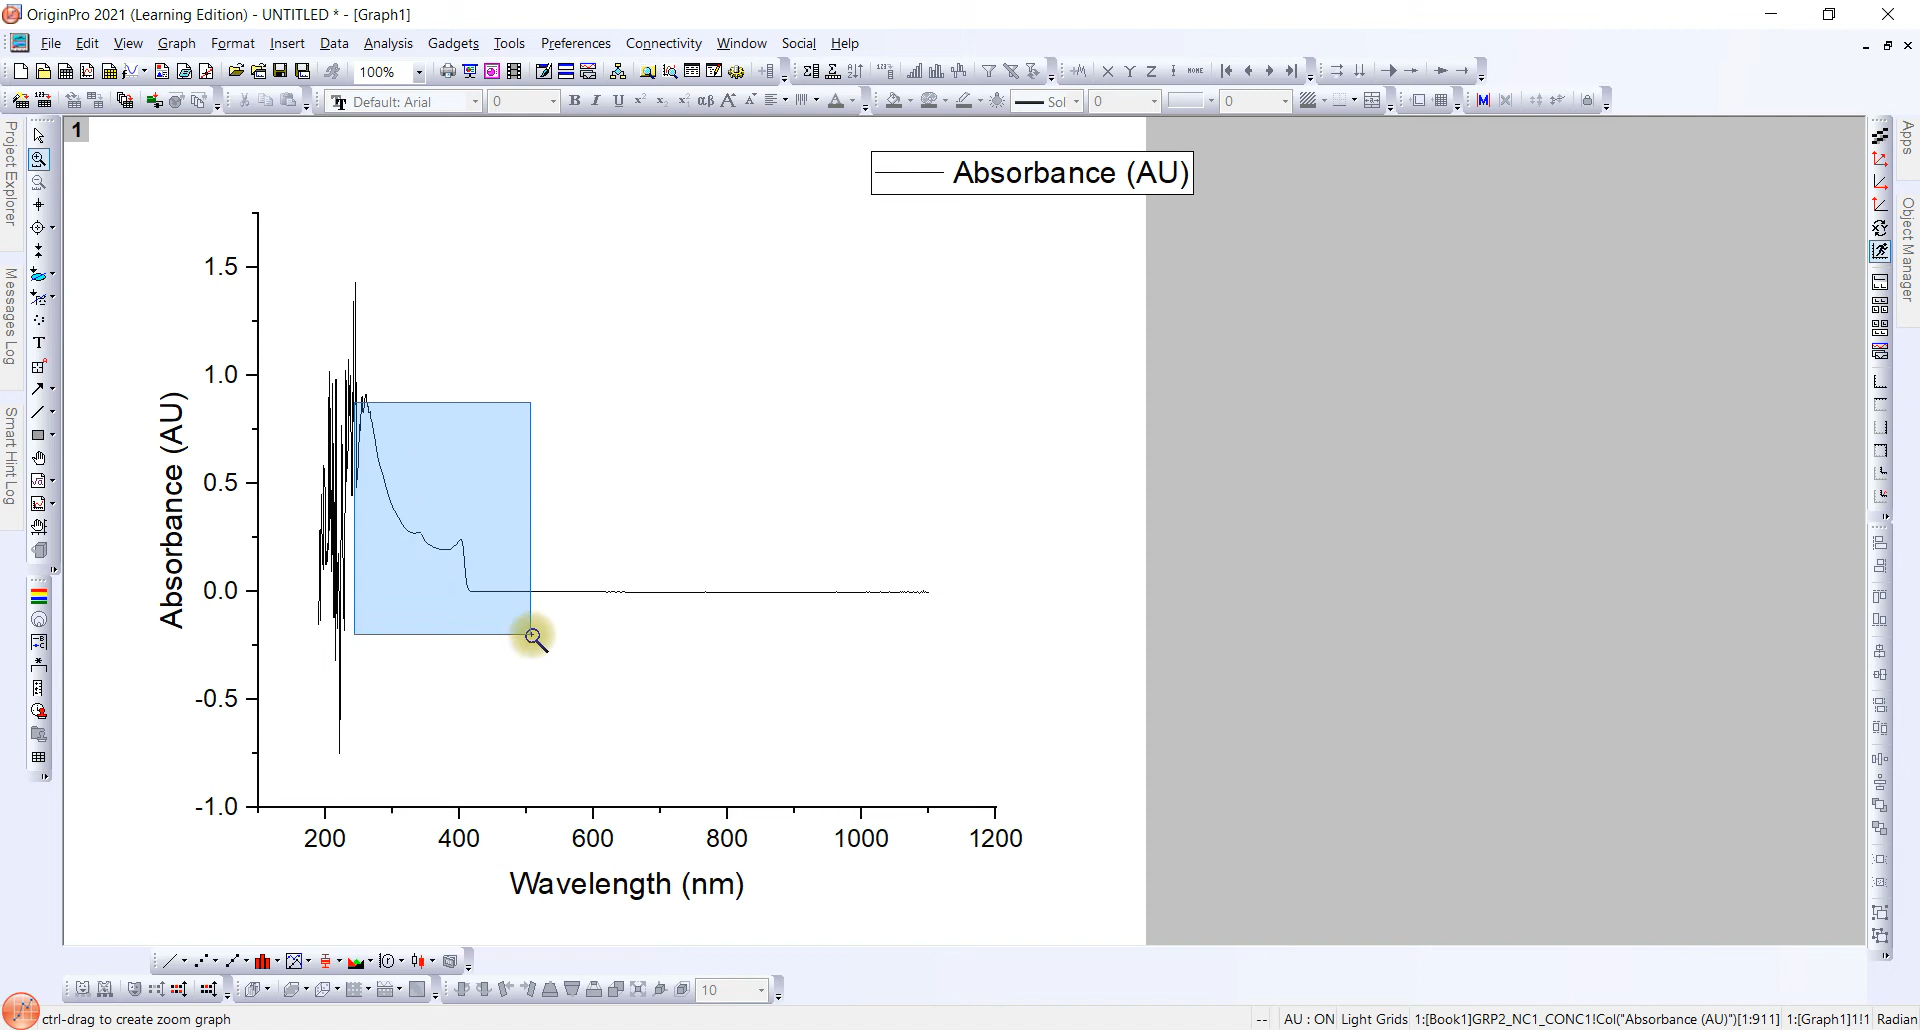 OriginPro 2021 (Learning Edition) - UNTITLED * - [Graph1]
File Edit View Graph Format Insert Data Analysis Gadgets Tools Preferences Connectivity Window Social Help
100%
Default: Arial 0 B I U Sol 0 0
Project Explorer
Messages Log
Smart Hint Log
Apps
Object Manager
1
Absorbance (AU)
1.5
1.0
0.5
0.0
-0.5
-1.0
Absorbance (AU)
200 400 600 800 1000 1200
Wavelength (nm)
10
ctrl-drag to create zoom graph
-- AU : ON Light Grids 1:[Book1]GRP2_NC1_CONC1!Col("Absorbance (AU)")[1:911] 1:[Graph1]1!1 Radian